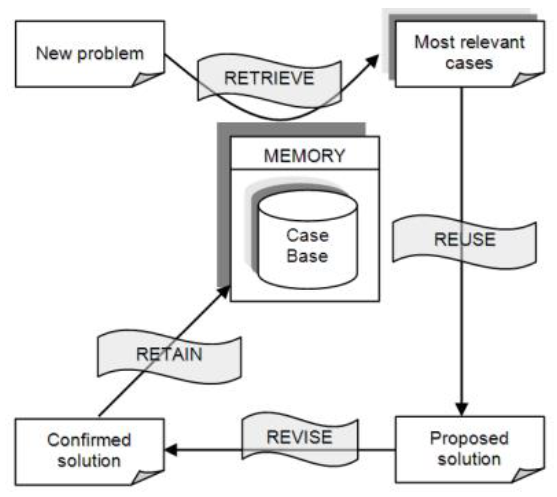 New problem
RETRIEVE
Most relevant
cases
MEMORY
Case
Base
REUSE
RETAIN
Confirmed
solution
REVISE
Proposed
solution